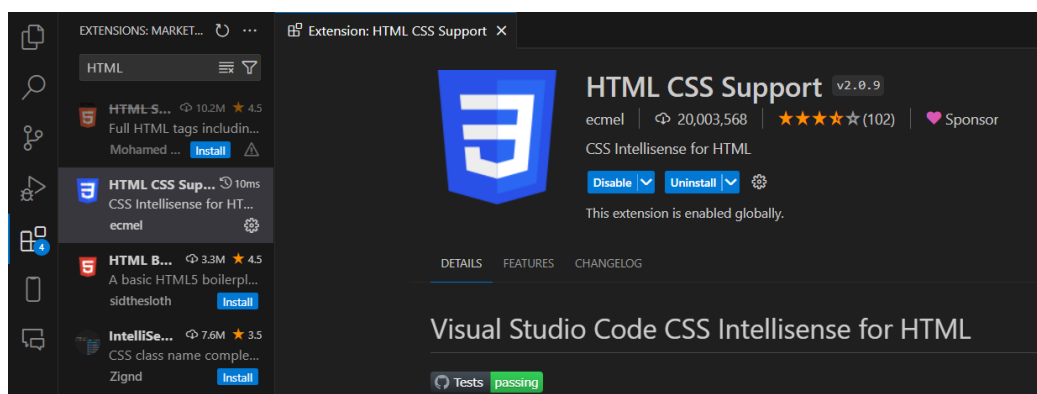 EXTENSIONS: MARKET...
HTML
HTML S... 10.2M 4.5
Full HTML tags includin...
Mohamed ... Install
HTML CSS Sup... 10ms
CSS Intellisense for HT...
ecmel
HTML B... 3.3M 4.5
A basic HTML5 boilerpl...
sidthesloth Install
IntelliSe... 7.6M 3.5
CSS class name comple...
Zignd Install
4
Extension: HTML CSS Support
HTML CSS Support v2.0.9
ecmel 20,003,568 (102) Sponsor
CSS Intellisense for HTML
Disable Uninstall
This extension is enabled globally.
DETAILS FEATURES CHANGELOG
Visual Studio Code CSS Intellisense for HTML
Tests passing